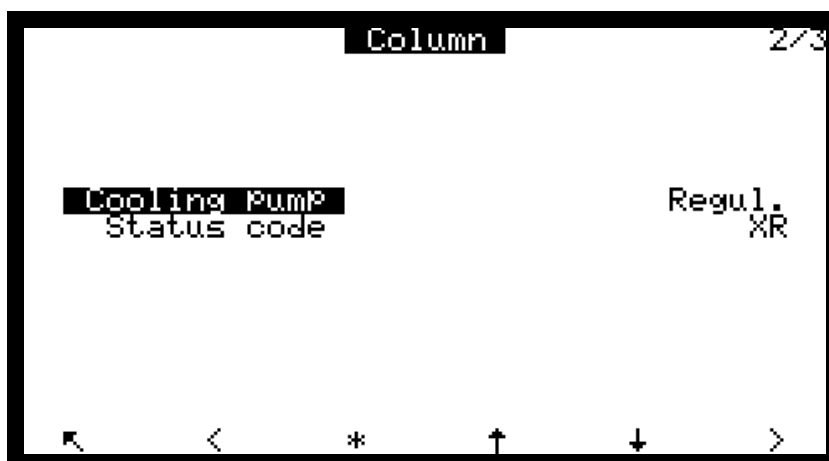 Column 2/3
Cooling pump Regul.
Status code XR
↖ < * ↑ ↓ >